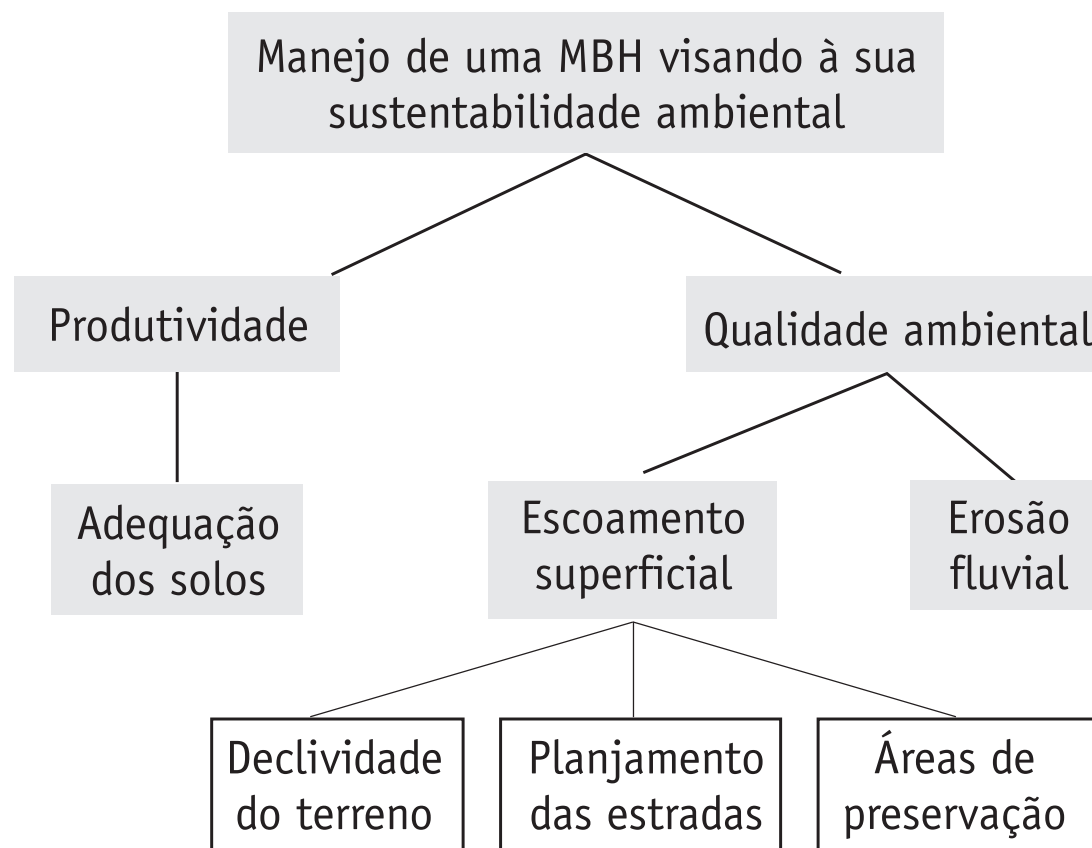 Manejo de uma MBH visando à sua
sustentabilidade ambiental
Produtividade
Qualidade ambiental
Adequação
dos solos
Escoamento
superficial
Erosão
fluvial
Declividade
do terreno
Planjamento
das estradas
Áreas de
preservação